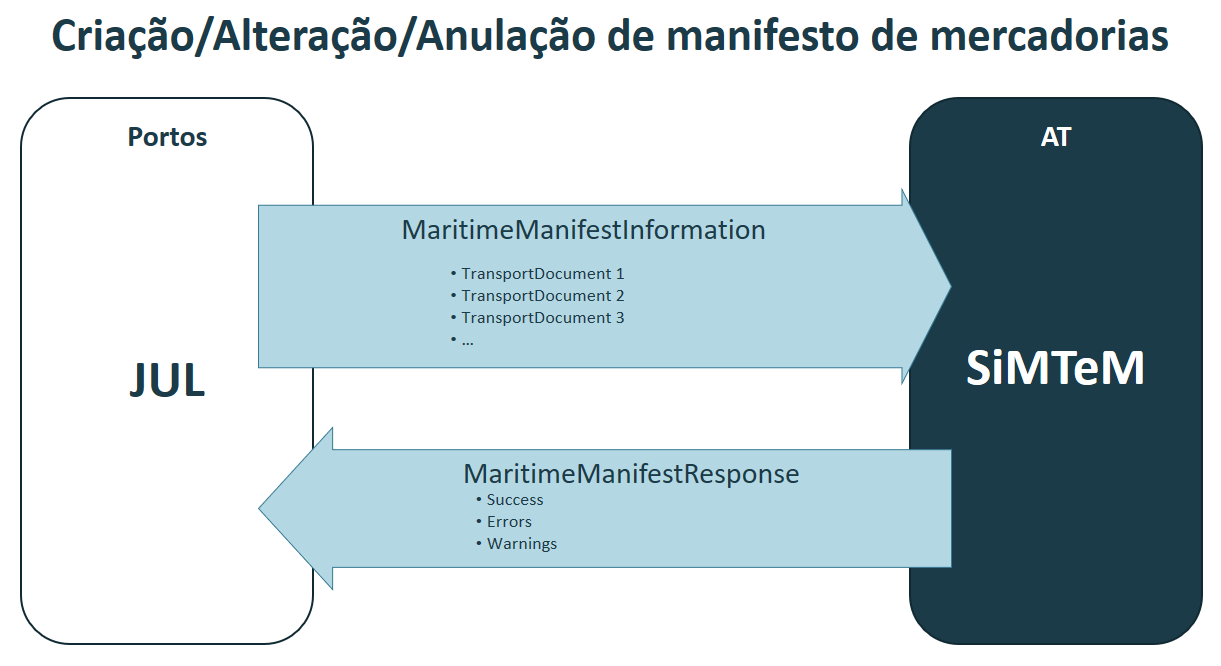 Criação/Alteração/Anulação de manifesto de mercadorias
Portos
AT
MaritimeManifestInformation
• TransportDocument 1
• TransportDocument 2
• TransportDocument 3
• ...
JUL
SiMTeM
MaritimeManifestResponse
• Success
• Errors
• Warnings